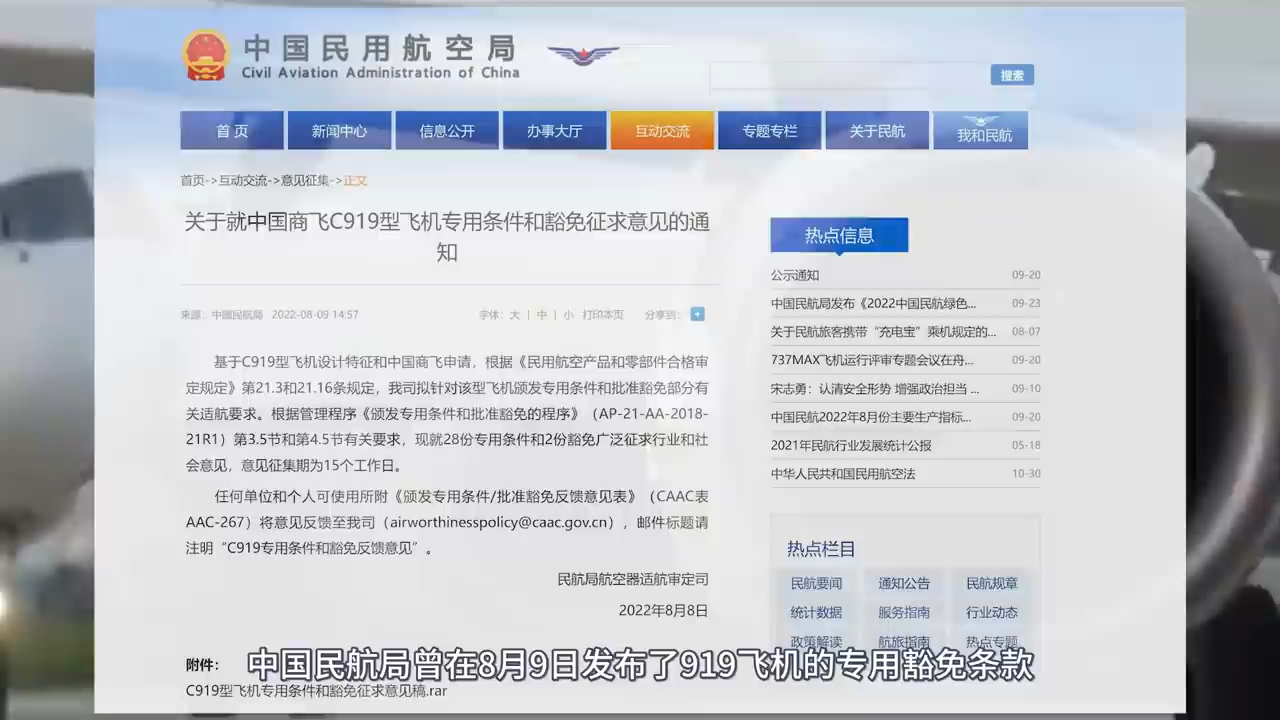 中国民用航空局
Civil Aviation Administration of China
搜索
首页 新闻中心 信息公开 办事大厅 互动交流 专题专栏 关于民航 我和民航
首页->互动交流->意见征集->正文
关于就中国商飞C919型飞机专用条件和豁免征求意见的通
知
来源：中国民航局 2022-08-09 14:57 字体：大 | 中 | 小 打印本页 分享到：
基于C919型飞机设计特征和中国商飞申请，根据《民用航空产品和零部件合格审
定规定》第21.3和21.16条规定，我司拟针对该型飞机颁发专用条件和批准豁免部分有
关适航要求。根据管理程序《颁发专用条件和批准豁免的程序》（AP-21-AA-2018-
21R1）第3.5节和第4.5节有关要求，现就28份专用条件和2份豁免广泛征求行业和社
会意见，意见征集期为15个工作日。
任何单位和个人可使用所附《颁发专用条件/批准豁免反馈意见表》（CAAC表
AAC-267）将意见反馈至我司（airworthinesspolicy@caac.gov.cn），邮件标题请
注明“C919专用条件和豁免反馈意见”。
民航局航空器适航审定司
2022年8月8日
附件：
C919型飞机专用条件和豁免征求意见稿.rar
热点信息
公示通知 09-20
中国民航局发布《2022中国民航绿色... 09-23
关于民航旅客携带“充电宝”乘机规定的... 08-07
737MAX飞机运行评审专题会议在舟... 09-20
宋志勇：认清安全形势 增强政治担当 ... 09-10
中国民航2022年8月份主要生产指标... 09-20
2021年民航行业发展统计公报 05-18
中华人民共和国民用航空法 10-30
热点栏目
民航要闻 通知公告 民航规章
统计数据 服务指南 行业动态
政策解读 航旅指南 热点专题
中国民航局曾在8月9日发布了919飞机的专用豁免条款